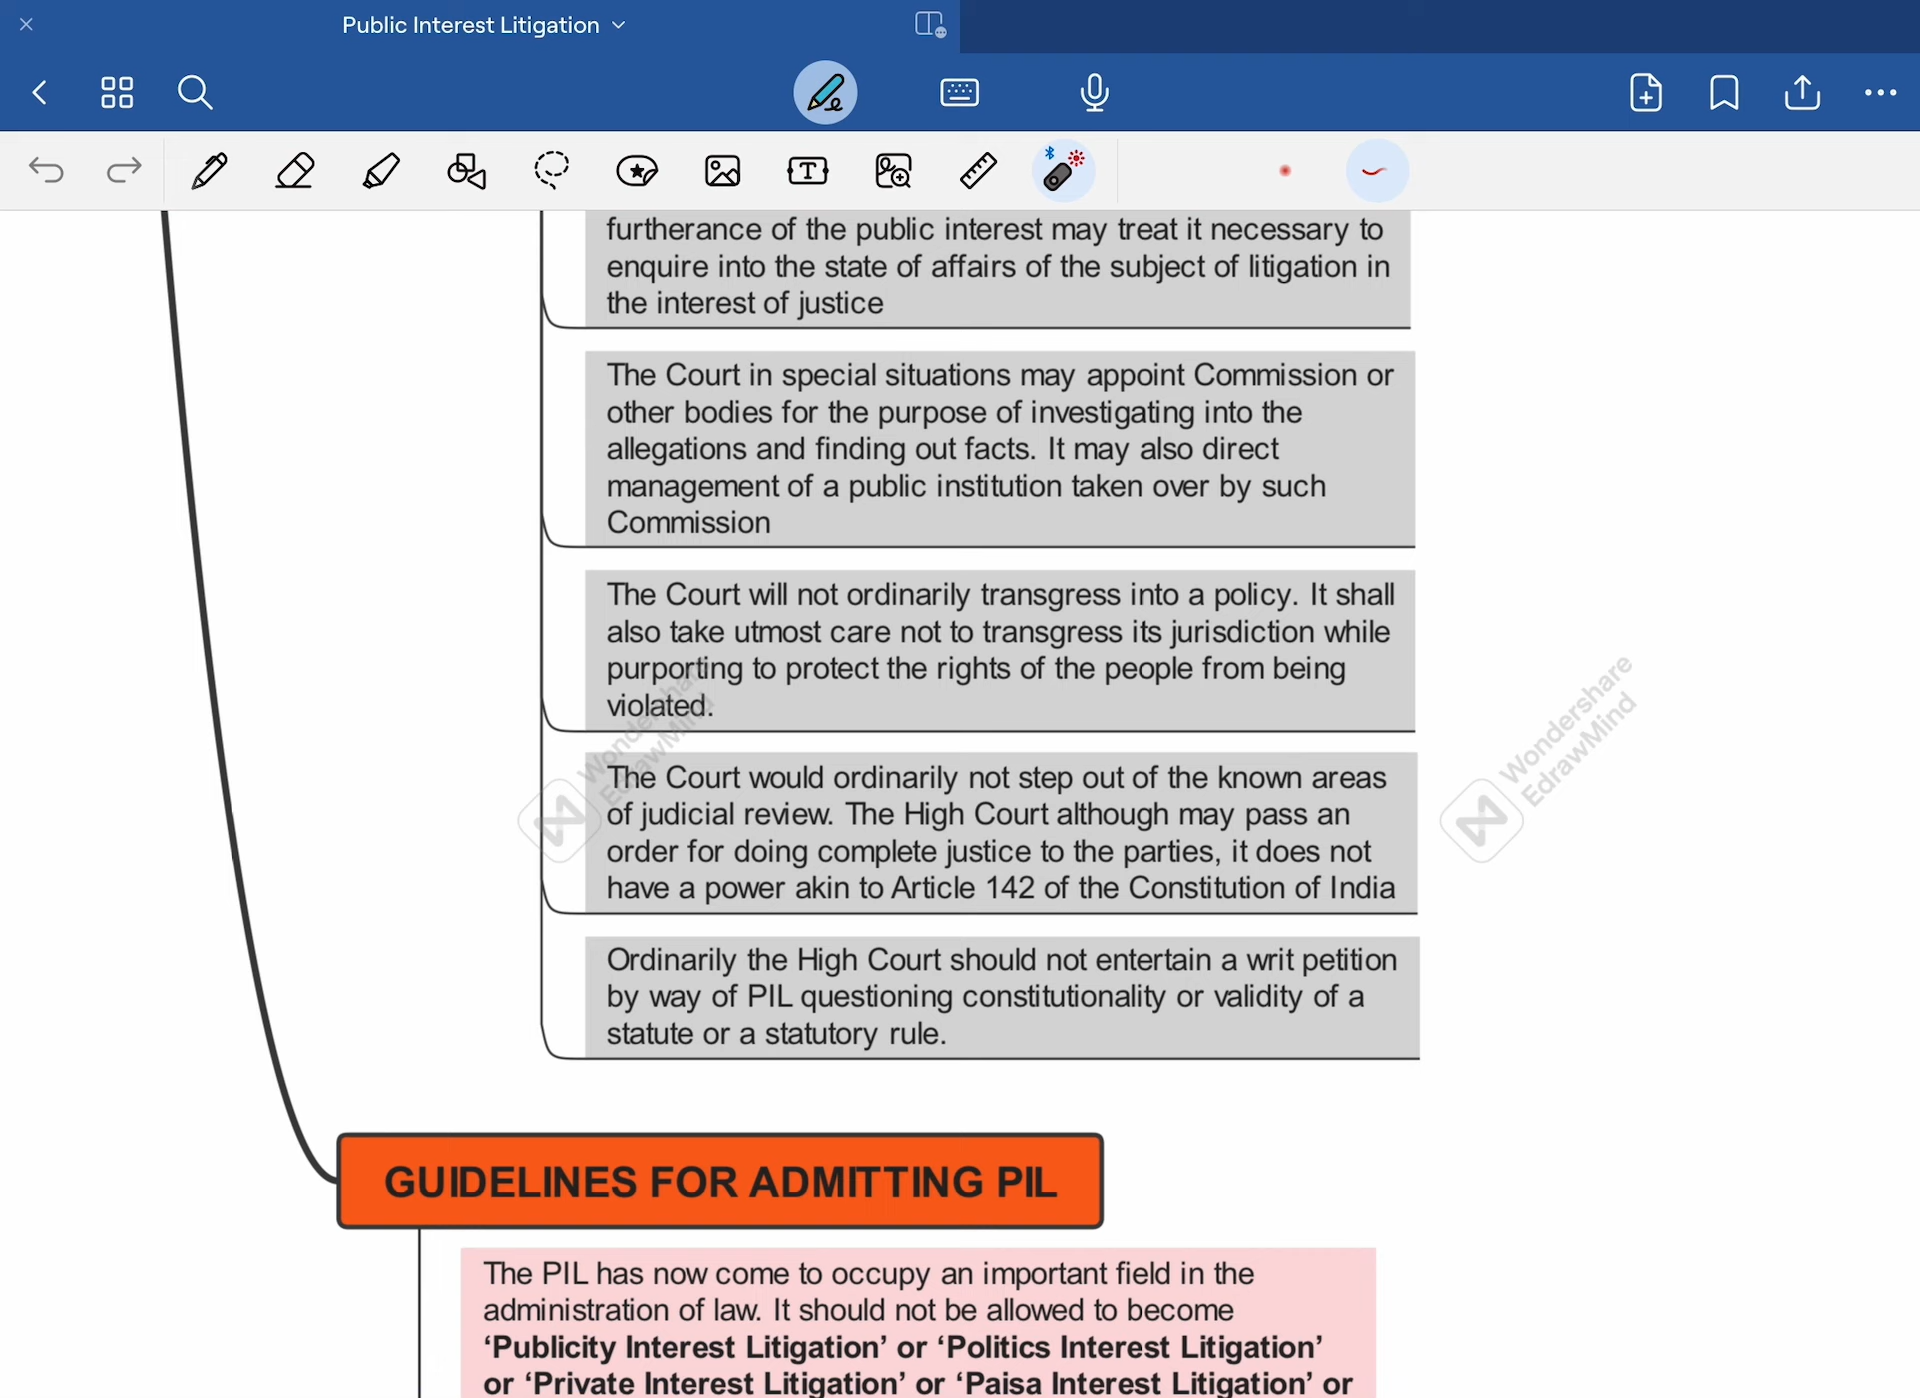 Public Interest Litigation
furtherance of the public interest may treat it necessary to
enquire into the state of affairs of the subject of litigation in
the interest of justice
The Court in special situations may appoint Commission or
other bodies for the purpose of investigating into the
allegations and finding out facts. It may also direct
management of a public institution taken over by such
Commission
The Court will not ordinarily transgress into a policy. It shall
also take utmost care not to transgress its jurisdiction while
purporting to protect the rights of the people from being
violated.
Wondershare
EdrawMind
The Court would ordinarily not step out of the known areas
of judicial review. The High Court although may pass an
order for doing complete justice to the parties, it does not
have a power akin to Article 142 of the Constitution of India
Wondershare
EdrawMind
Ordinarily the High Court should not entertain a writ petition
by way of PIL questioning constitutionality or validity of a
statute or a statutory rule.
GUIDELINES FOR ADMITTING PIL
The PIL has now come to occupy an important field in the
administration of law. It should not be allowed to become
‘Publicity Interest Litigation’ or ‘Politics Interest Litigation’
or ‘Private Interest Litigation’ or ‘Paisa Interest Litigation’ or